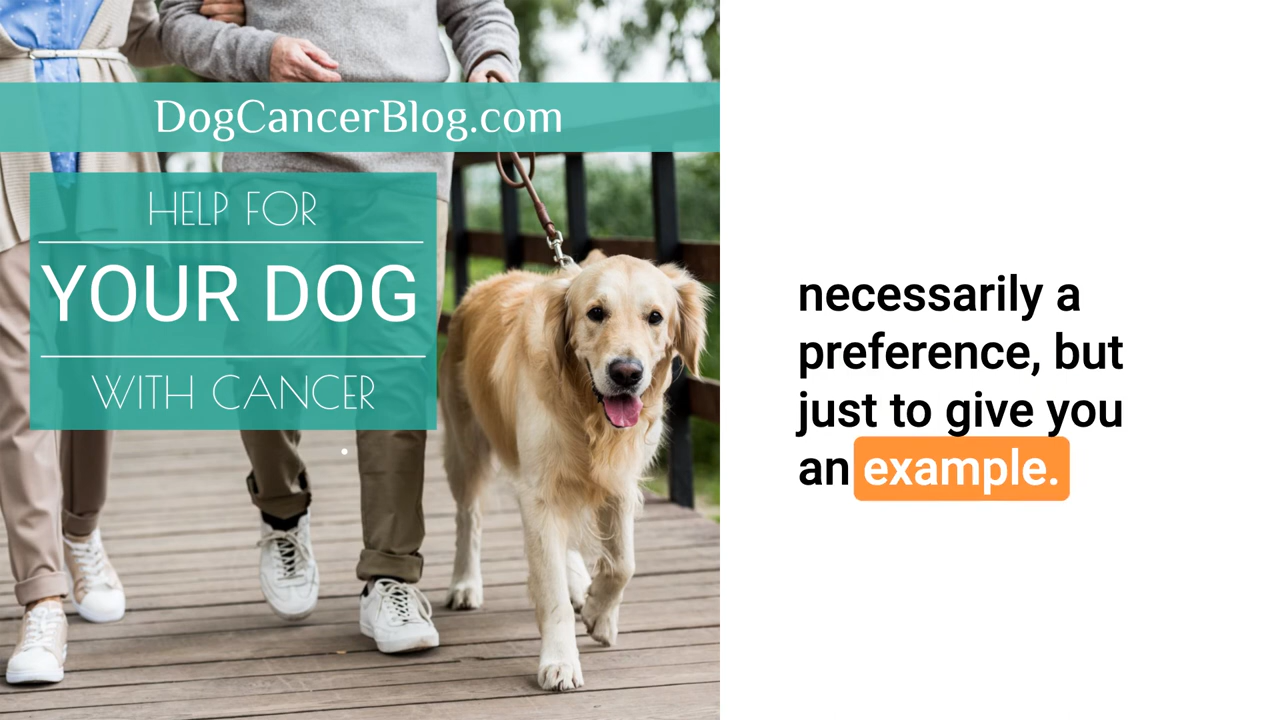 DogCancerBlog.com
HELP FOR
YOUR DOG
WITH CANCER
necessarily a
preference, but
just to give you
an example.